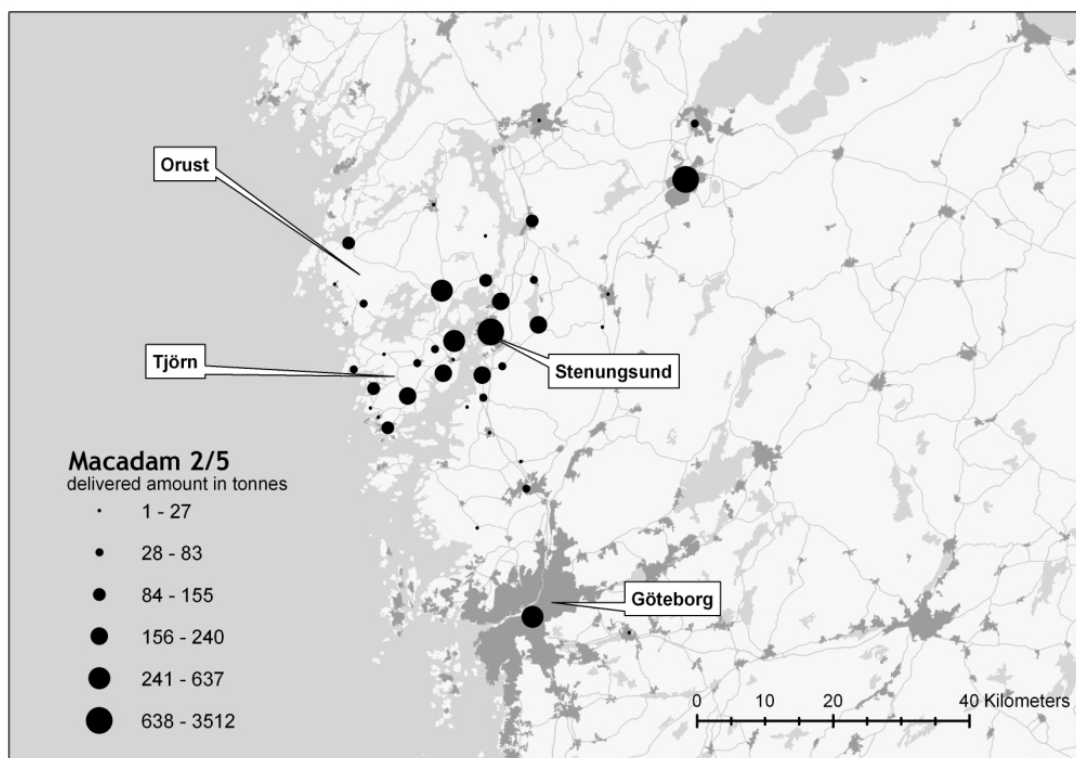 Orust
Tjörn
Stenungsund
Macadam 2/5
delivered amount in tonnes
1 - 27
28 - 83
84 - 155
156 - 240
241 - 637
638 - 3512
Göteborg
0 10 20 40 Kilometers